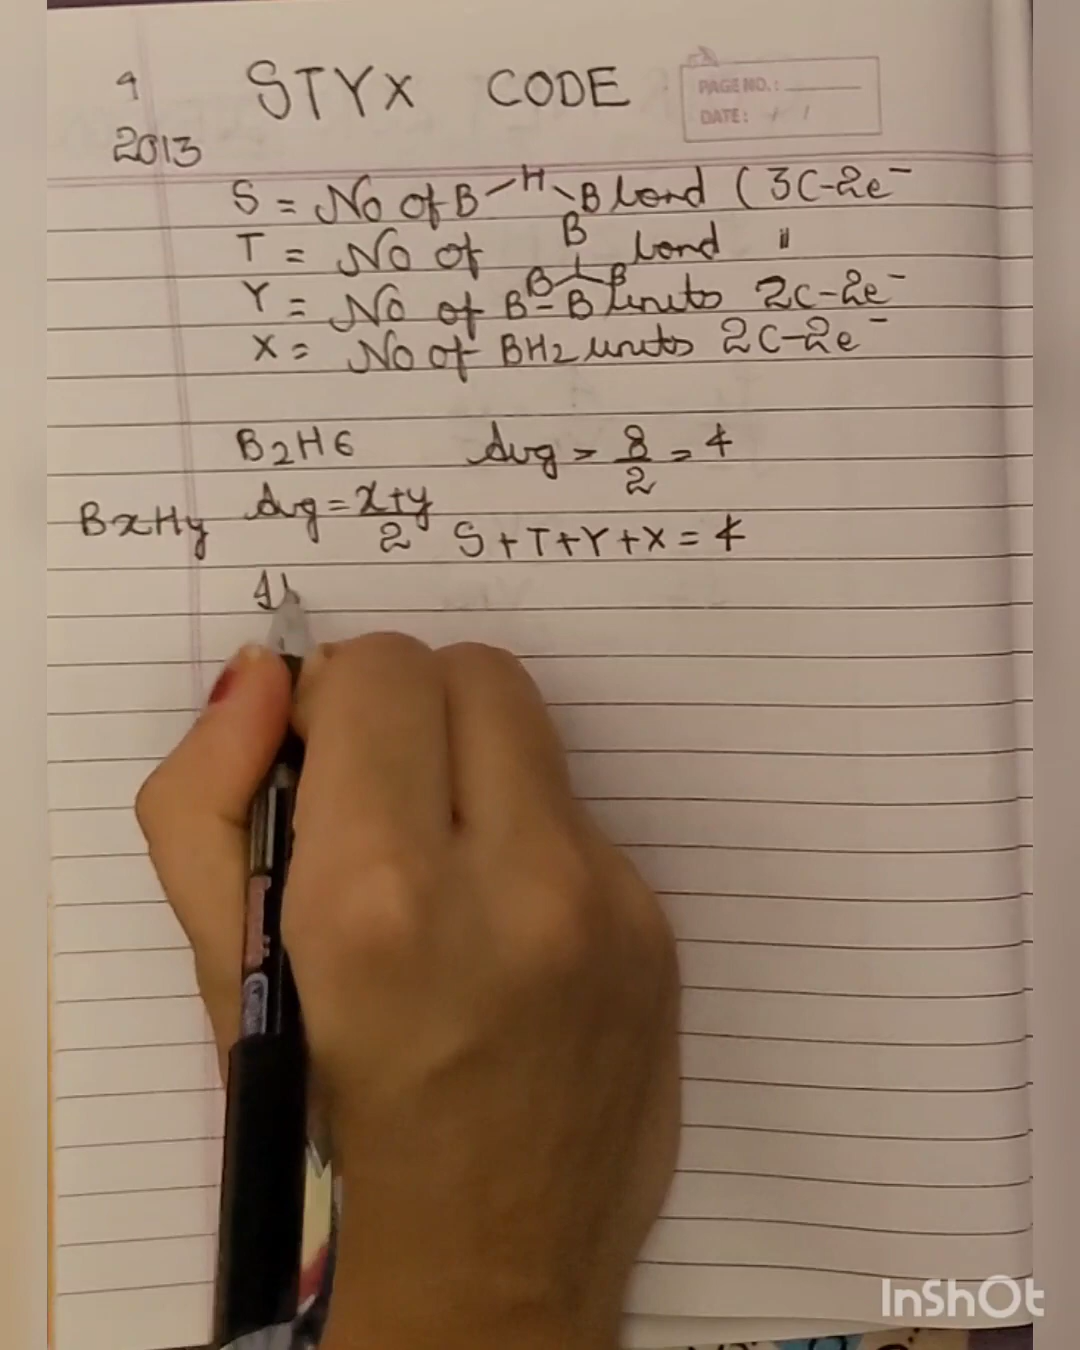 9 STYX CODE
PAGE NO.:
DATE: / /
2013
S = No of B-H-B bond (3C-2e⁻
T = No of B-B-B bond "
Y = No of B-B units 2C-2e⁻
X = No of BH2 units 2C-2e⁻
B2H6 Avg = 8/2 = 4
BxHy Avg = x+y/2 S+T+Y+X = 4
InShOt